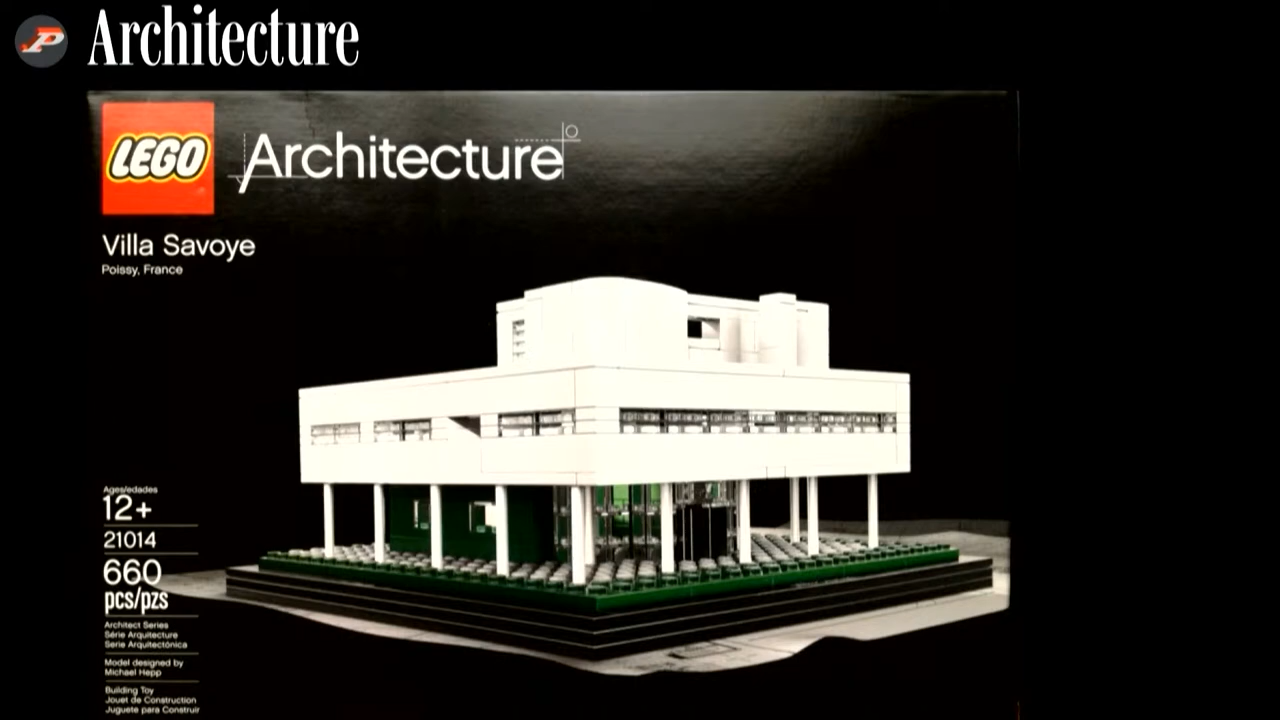 P Architecture
LEGO Architecture
Villa Savoye
Poissy, France
Ages/edades
12+
21014
660
pcs/pzs
Architect Series
Série Arquitecture
Serie Arquitectónica
Model designed by
Michael Hepp
Building Toy
Jouet de Construction
Juguete para Construir